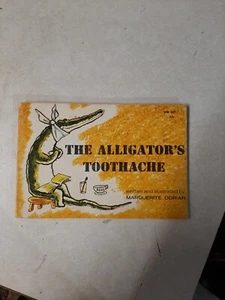 THE ALLIGATOR'S
TOOTHACHE
written and illustrated by
MARGUERITE DORIAN